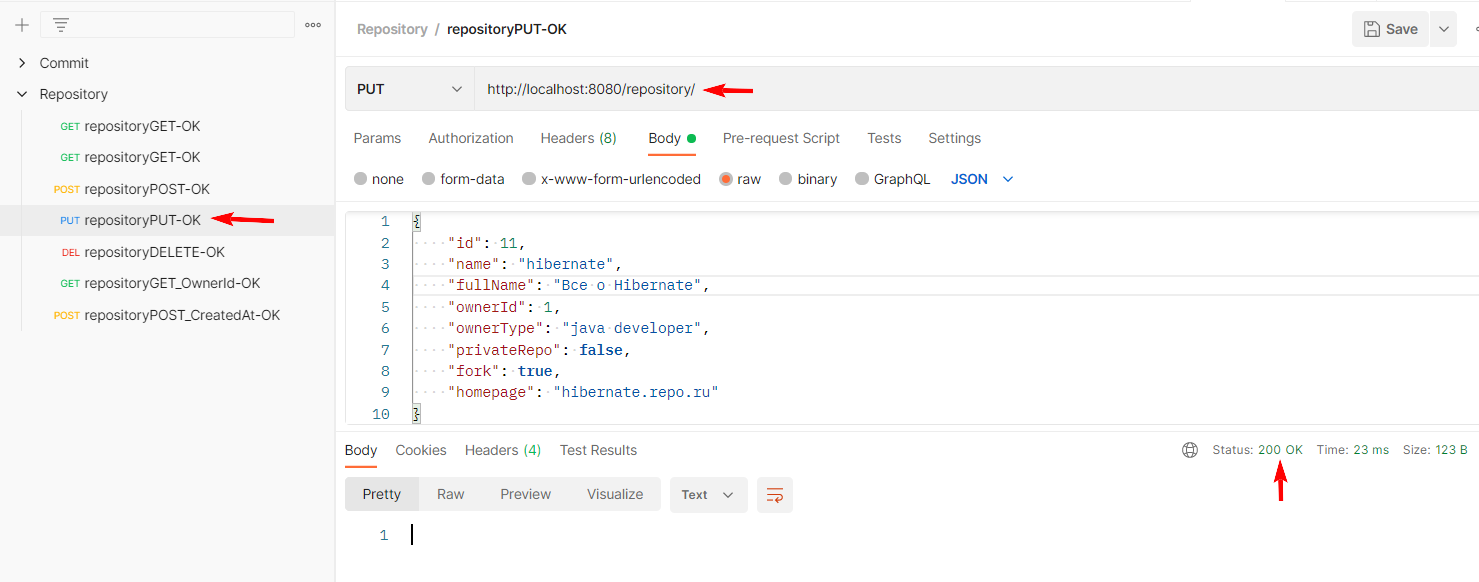 Repository / repositoryPUT-OK
Save
Commit
Repository
GET repositoryGET-OK
GET repositoryGET-OK
POST repositoryPOST-OK
PUT repositoryPUT-OK
DEL repositoryDELETE-OK
GET repositoryGET_OwnerId-OK
POST repositoryPOST_CreatedAt-OK
PUT http://localhost:8080/repository/
Params Authorization Headers (8) Body Pre-request Script Tests Settings
none form-data x-www-form-urlencoded raw binary GraphQL JSON
1 {
2 "id": 11,
3 "name": "hibernate",
4 "fullName": "Все о Hibernate",
5 "ownerId": 1,
6 "ownerType": "java developer",
7 "privateRepo": false,
8 "fork": true,
9 "homepage": "hibernate.repo.ru"
10 }
Body Cookies Headers (4) Test Results Status: 200 OK Time: 23 ms Size: 123 B
Pretty Raw Preview Visualize Text
1